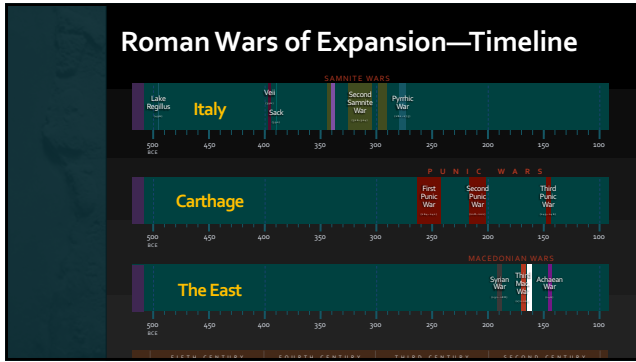 Roman Wars of Expansion—Timeline
SAMNITE WARS
Lake
Regillus
Italy
Veii
Sack
Second
Samnite
War
Pyrrhic
War
500 450 400 350 300 250 200 150 100
BCE
PUNIC WARS
Carthage
First
Punic
War
Second
Punic
War
Third
Punic
War
500 450 400 350 300 250 200 150 100
BCE
MACEDONIAN WARS
The East
Syrian
War
Achaean
War
500 450 400 350 300 250 200 150 100
BCE
FIFTH CENTURY FOURTH CENTURY THIRD CENTURY SECOND CENTURY